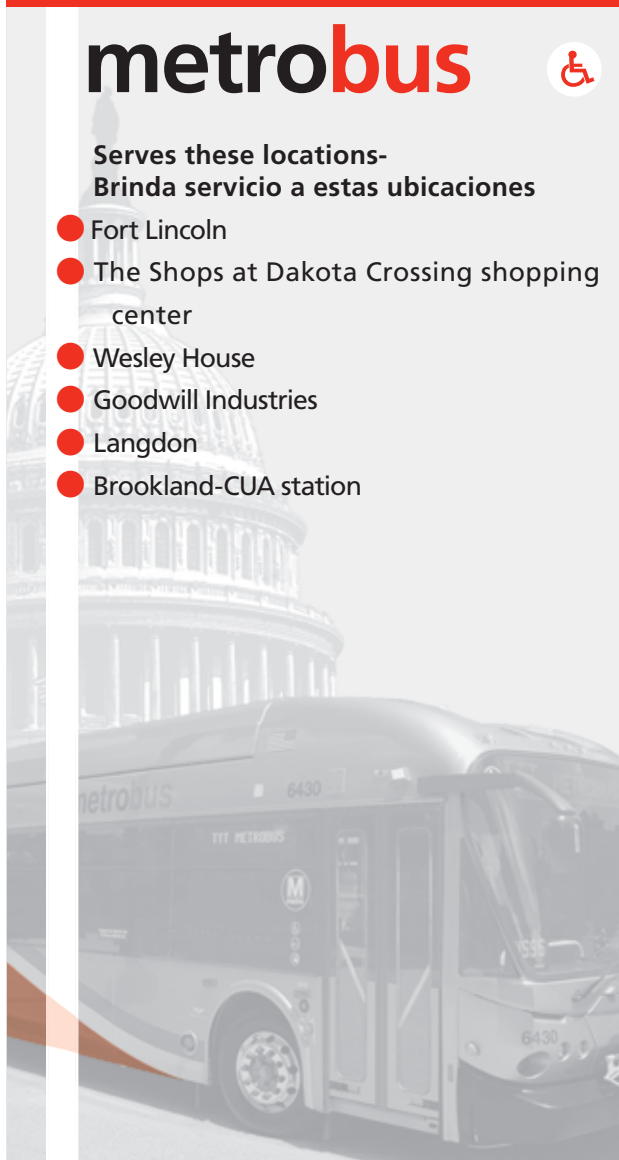 metrobus
Serves these locations-
Brinda servicio a estas ubicaciones
Fort Lincoln
The Shops at Dakota Crossing shopping
center
Wesley House
Goodwill Industries
Langdon
Brookland-CUA station
metrobus
6430
TTT METROBUS
M
6430